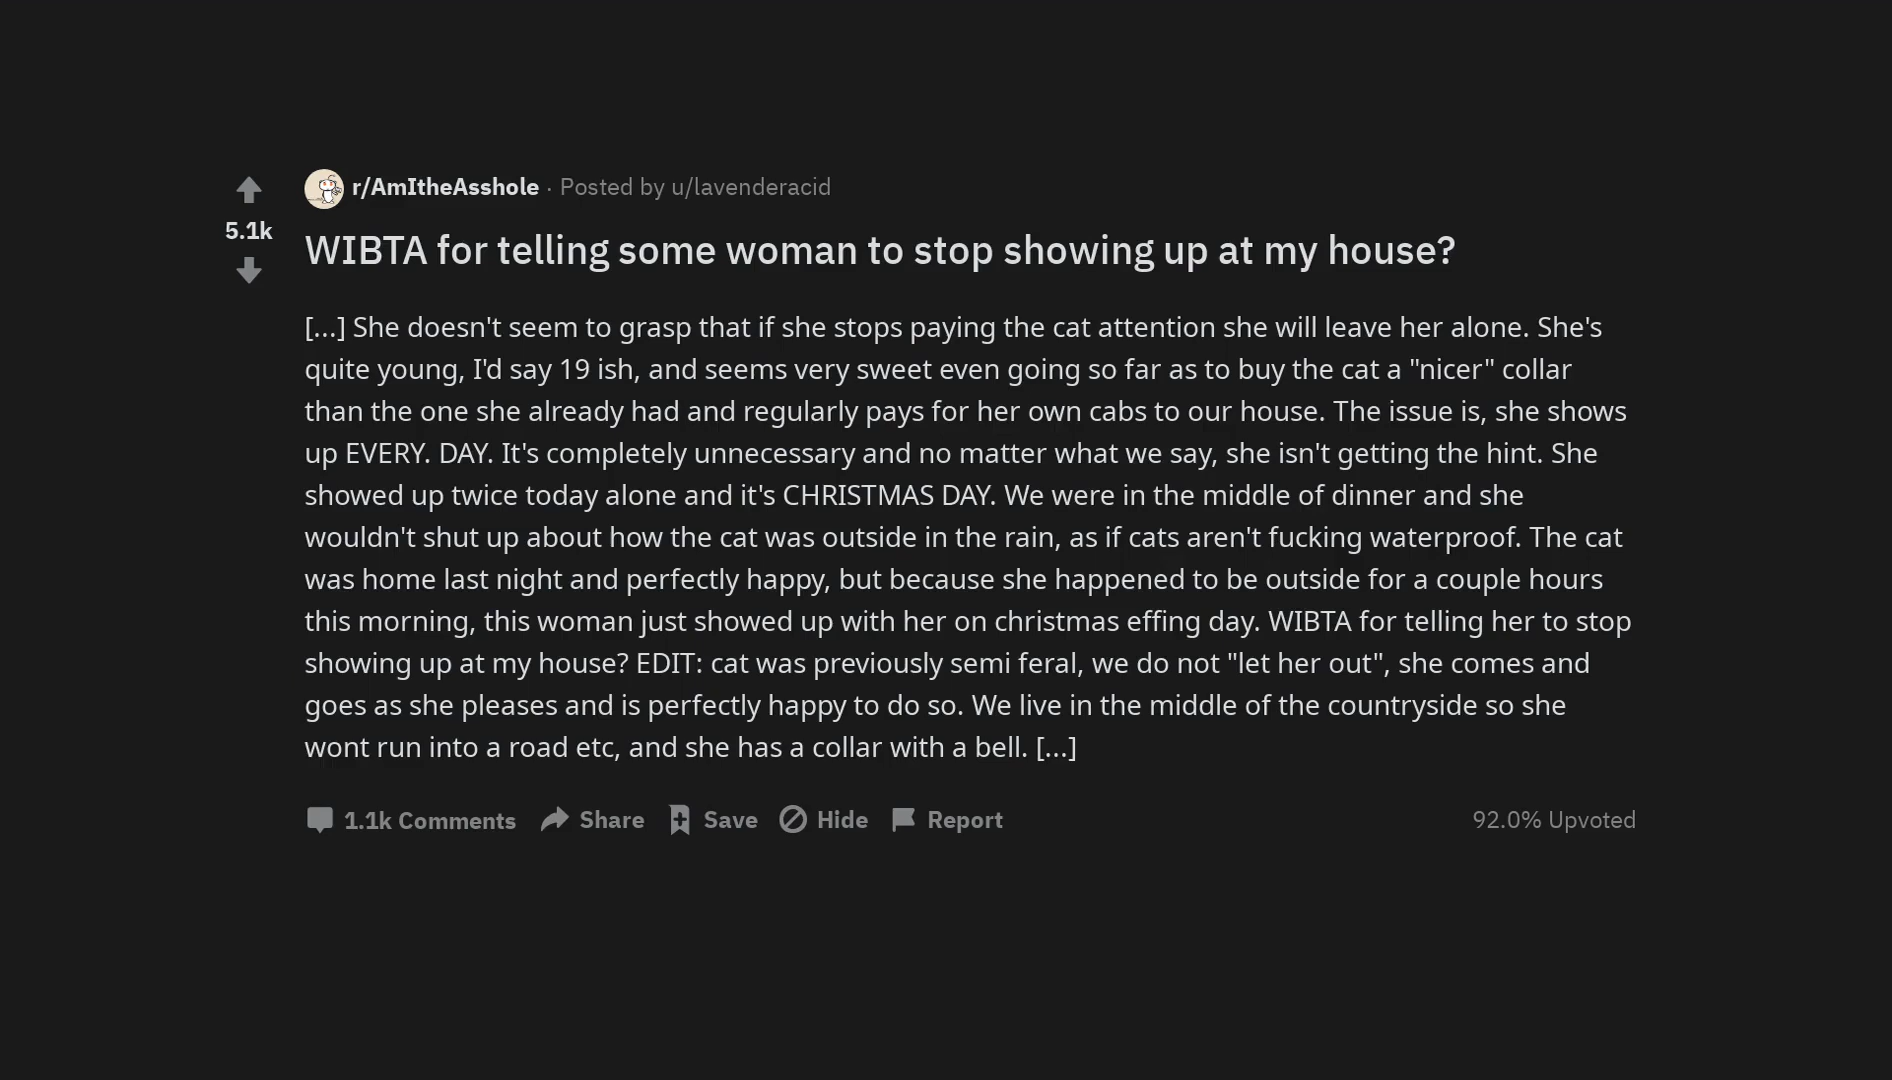 r/AmItheAsshole · Posted by u/lavenderacid
5.1k
WIBTA for telling some woman to stop showing up at my house?
[...] She doesn't seem to grasp that if she stops paying the cat attention she will leave her alone. She's
quite young, I'd say 19 ish, and seems very sweet even going so far as to buy the cat a "nicer" collar
than the one she already had and regularly pays for her own cabs to our house. The issue is, she shows
up EVERY. DAY. It's completely unnecessary and no matter what we say, she isn't getting the hint. She
showed up twice today alone and it's CHRISTMAS DAY. We were in the middle of dinner and she
wouldn't shut up about how the cat was outside in the rain, as if cats aren't fucking waterproof. The cat
was home last night and perfectly happy, but because she happened to be outside for a couple hours
this morning, this woman just showed up with her on christmas effing day. WIBTA for telling her to stop
showing up at my house? EDIT: cat was previously semi feral, we do not "let her out", she comes and
goes as she pleases and is perfectly happy to do so. We live in the middle of the countryside so she
wont run into a road etc, and she has a collar with a bell. [...]
1.1k Comments Share Save Hide Report 92.0% Upvoted